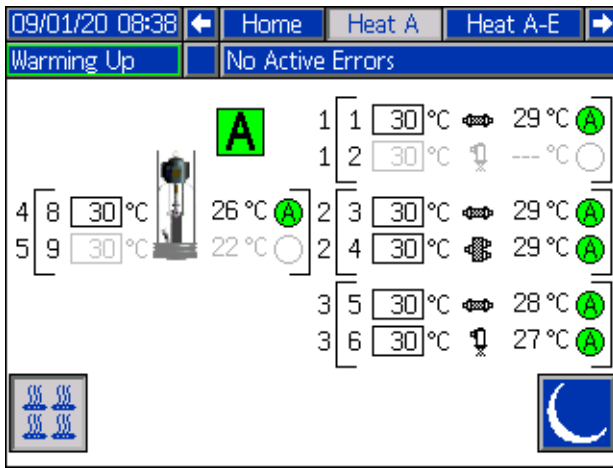 09/01/20 08:38 Home Heat A Heat A-E
Warming Up No Active Errors
A
1 1 30 °C 29 °C A
1 2 30 °C --- °C
4 8 30 °C 26 °C A
5 9 30 °C 22 °C
2 3 30 °C 29 °C A
2 4 30 °C 29 °C A
3 5 30 °C 28 °C A
3 6 30 °C 27 °C A